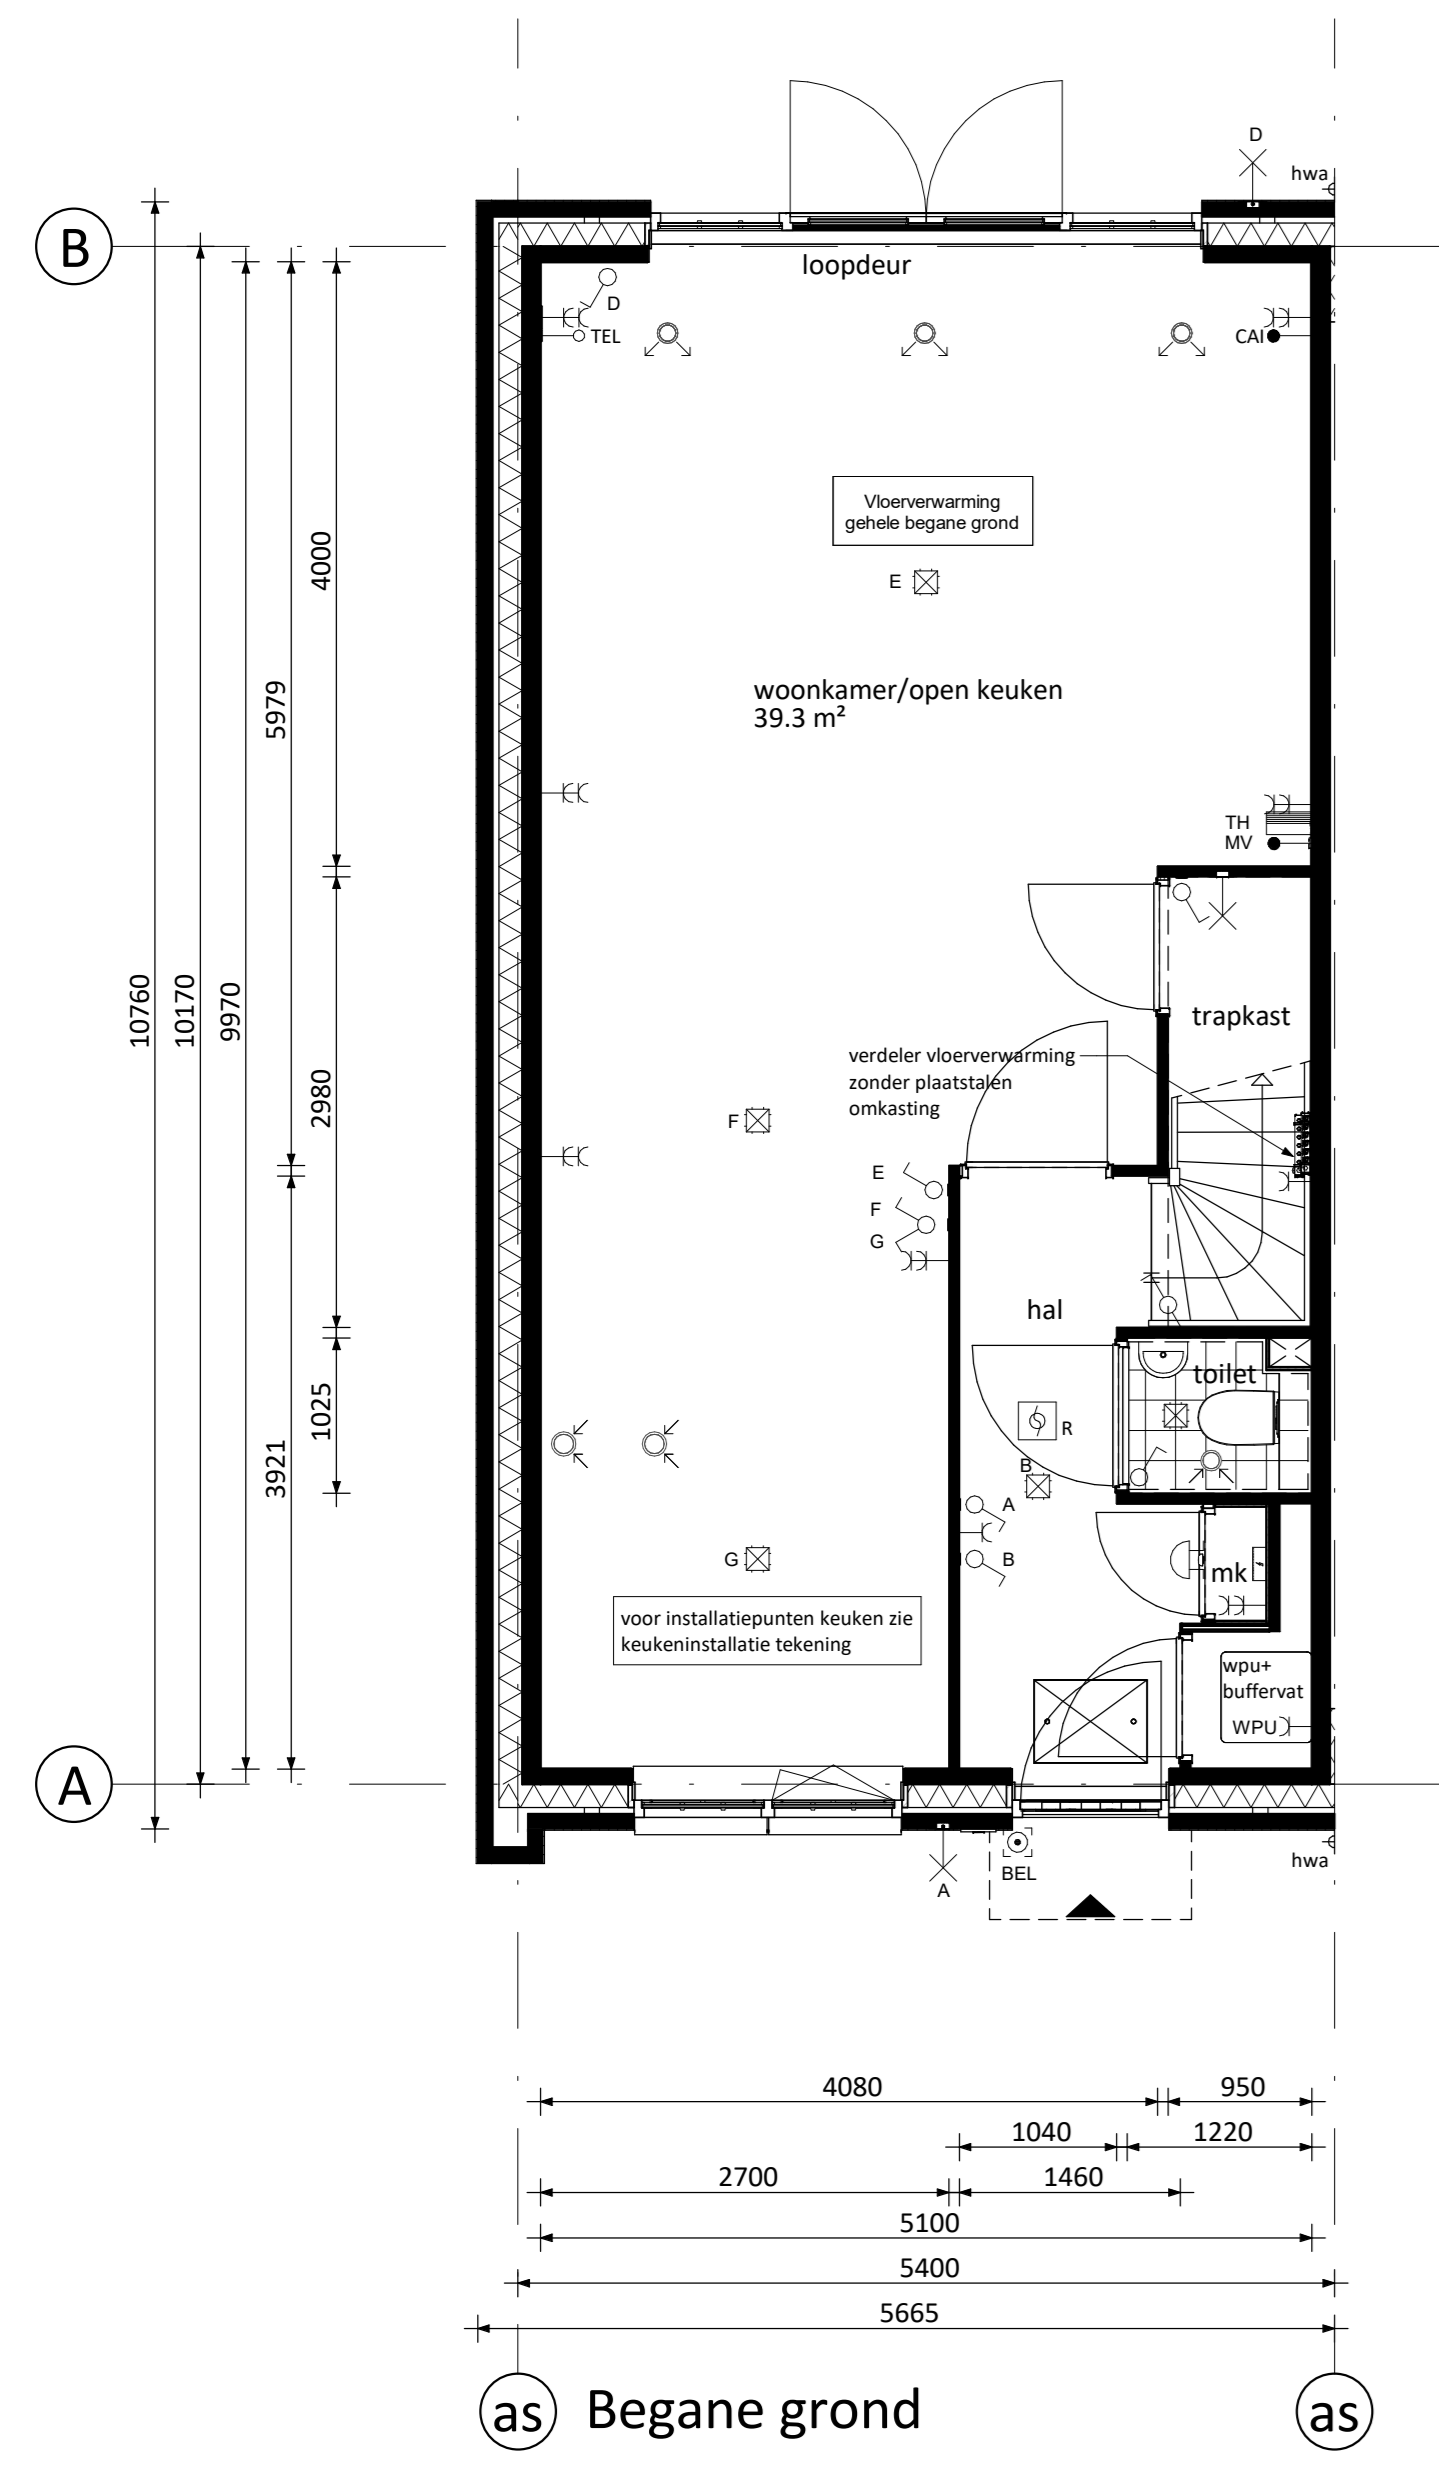 D
hwa
B
loopdeur
D
TEL
CAI
Vloerverwarming
gehele begane grond
4000
E
5979
woonkamer/open keuken
39.3 m²
TH
MV
10760
10170
9970
trapkast
verdeler vloerverwarming
zonder plaatstalen
omkasting
2980
F
E
F
G
hal
toilet
1025
3921
R
B
A
B
G
mk
voor installatiepunten keuken zie
keukeninstallatie tekening
wpu+
buffervat
WPU
A
hwa
BEL
A
4080
950
1040
1220
2700
1460
5100
5400
5665
as
Begane grond
as